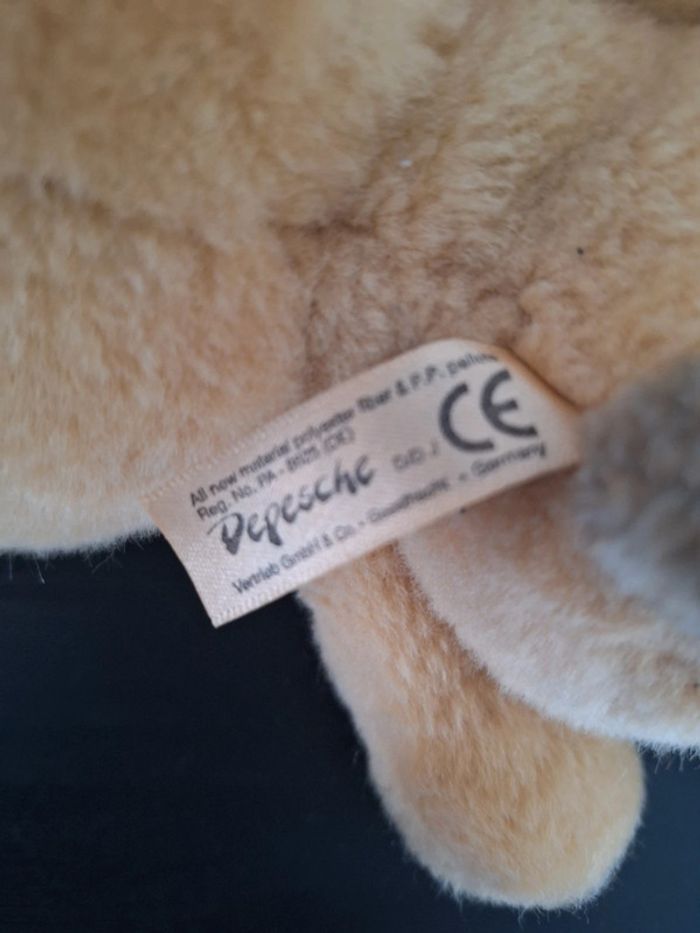 All new material polyester fiber & P.P. pellets
Reg. No. PA - 8125 (DE)
Depesche
CE
Vertrieb GmbH & Co. - Geesthacht - Germany